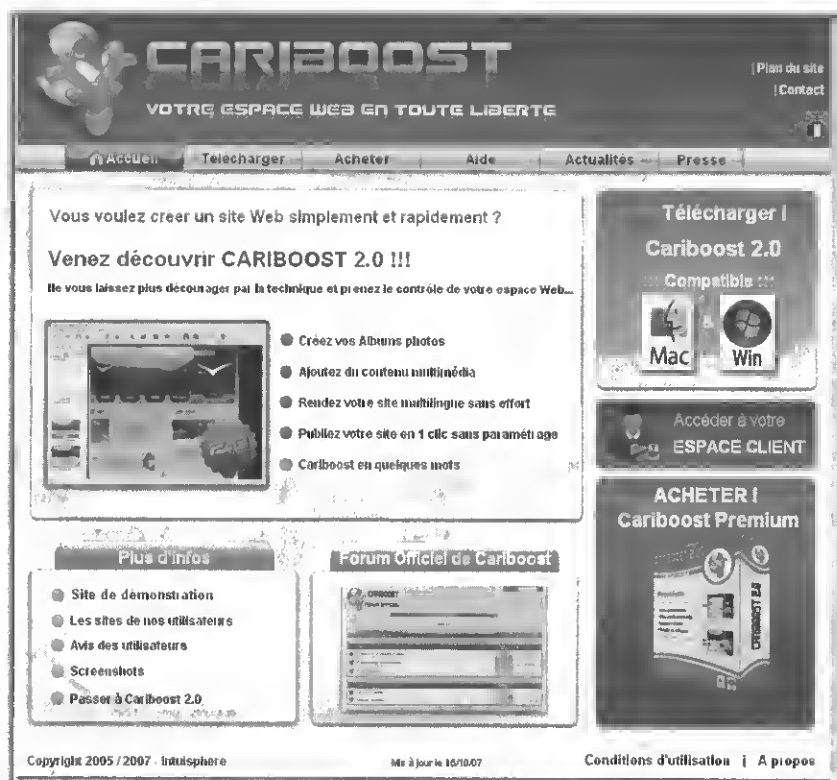 CARIBOOST
VOTRE ESPACE WEB EN TOUTE LIBERTE
| Plan du site
| Contact
Accueil
Télécharger
Acheter
Aide
Actualités
Presse
Vous voulez créer un site Web simplement et rapidement ?
Venez découvrir CARIBOOST 2.0 !!!
Ne vous laissez plus décourager par la technique et prenez le contrôle de votre espace Web...
Créez vos Albums photos
Ajoutez du contenu multimédia
Rendez votre site multilingue sans effort
Publiez votre site en 1 clic sans paramétrage
Cariboost en quelques mots
Télécharger !
Cariboost 2.0
::: Compatible :::
Mac
Win
Accéder à votre
ESPACE CLIENT
ACHETER !
Cariboost Premium
Premium
CARIBOOST 2.0
Plus d'infos
Site de démonstration
Les sites de nos utilisateurs
Avis des utilisateurs
Screenshots
Passer à Cariboost 2.0
Forum Officiel de Cariboost
CARIBOOST
Copyright 2005 / 2007 - Intuisphere
Mis à jour le 16/10/07
Conditions d'utilisation | A propos